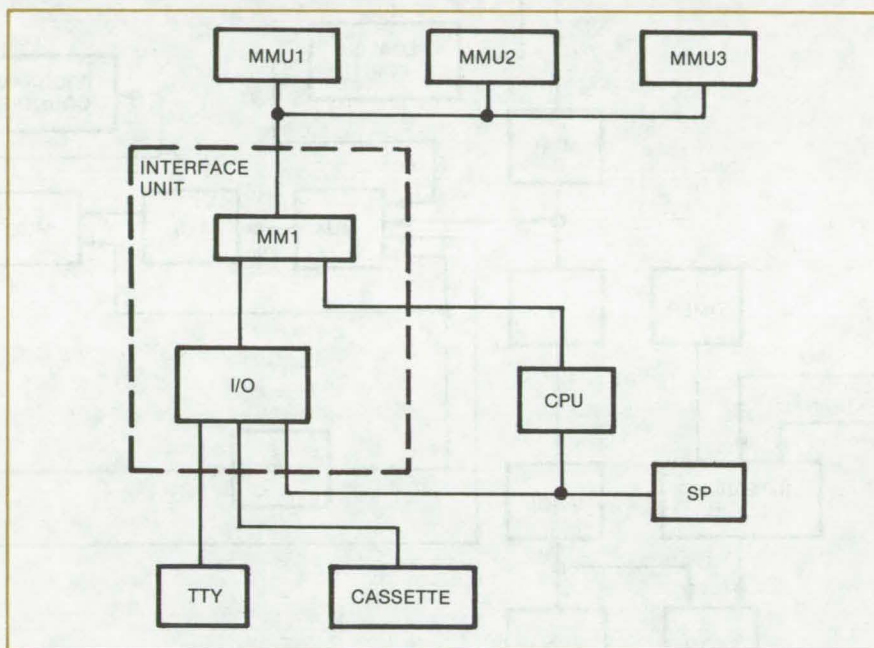 MMU1
MMU2
MMU3
INTERFACE
UNIT
MM1
I/O
CPU
SP
TTY
CASSETTE